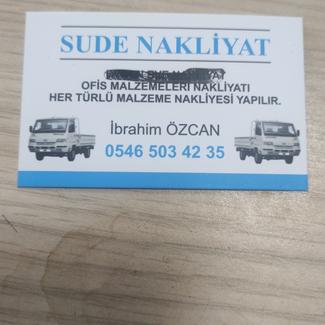 SUDE NAKLİYAT
OFİS MALZEMELERİ NAKLİYATI
HER TÜRLÜ MALZEME NAKLİYESİ YAPILIR.
İbrahim ÖZCAN
0546 503 42 35